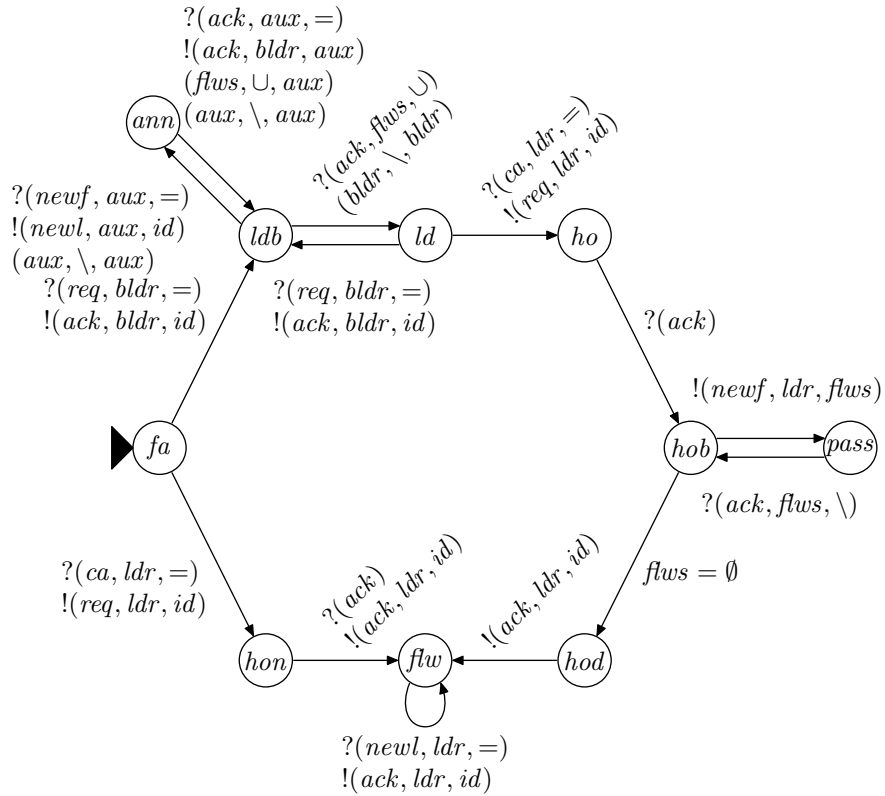 ?(ack, aux, =)
!(ack, bldr, aux)
(flws, ∪, aux)
(aux, \, aux)
ann
?(ack, flws, ∪)
(bldr, \, bldr)
?(ca, ldr, =)
!(req, ldr, id)
?(newf, aux, =)
!(newl, aux, id)
(aux, \, aux)
ldb
ld
ho
?(req, bldr, =)
!(ack, bldr, id)
?(req, bldr, =)
!(ack, bldr, id)
?(ack)
!(newf, ldr, flws)
fa
hob
pass
?(ack, flws, \)
?(ca, ldr, =)
!(req, ldr, id)
?(ack)
!(ack, ldr, id)
!(ack, ldr, id)
flws = ∅
hon
flw
hod
?(newl, ldr, =)
!(ack, ldr, id)